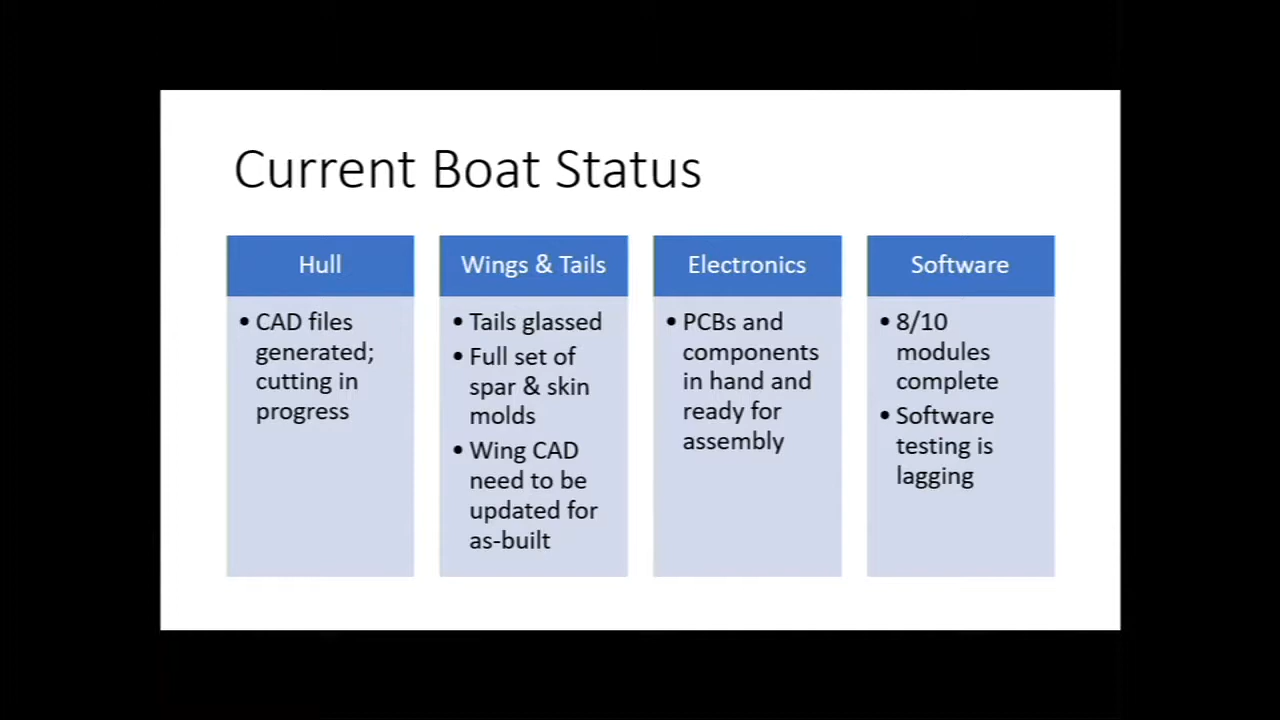 Current Boat Status
Hull
• CAD files
generated;
cutting in
progress
Wings & Tails
• Tails glassed
• Full set of
spar & skin
molds
• Wing CAD
need to be
updated for
as-built
Electronics
• PCBs and
components
in hand and
ready for
assembly
Software
• 8/10
modules
complete
• Software
testing is
lagging